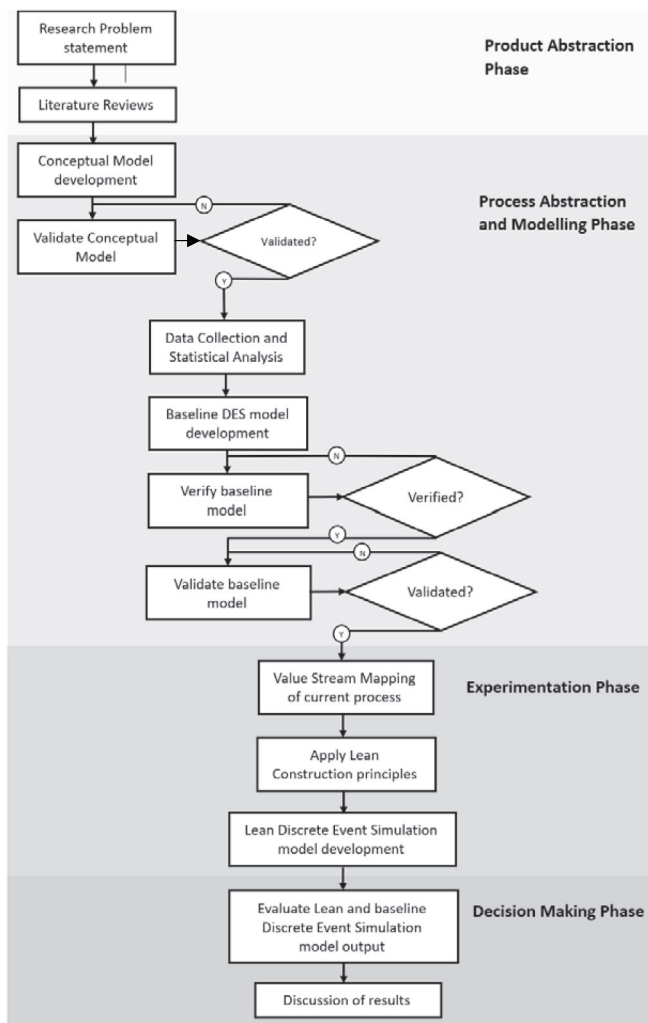 Research Problem
statement
Product Abstraction
Phase
Literature Reviews
Conceptual Model
development
Process Abstraction
and Modelling Phase
N
Validate Conceptual
Model
Validated?
Y
Data Collection and
Statistical Analysis
Baseline DES model
development
N
Verify baseline
model
Verified?
Y
N
Validate baseline
model
Validated?
Y
Value Stream Mapping
of current process
Experimentation Phase
Apply Lean
Construction principles
Lean Discrete Event Simulation
model development
Evaluate Lean and baseline
Discrete Event Simulation
model output
Decision Making Phase
Discussion of results